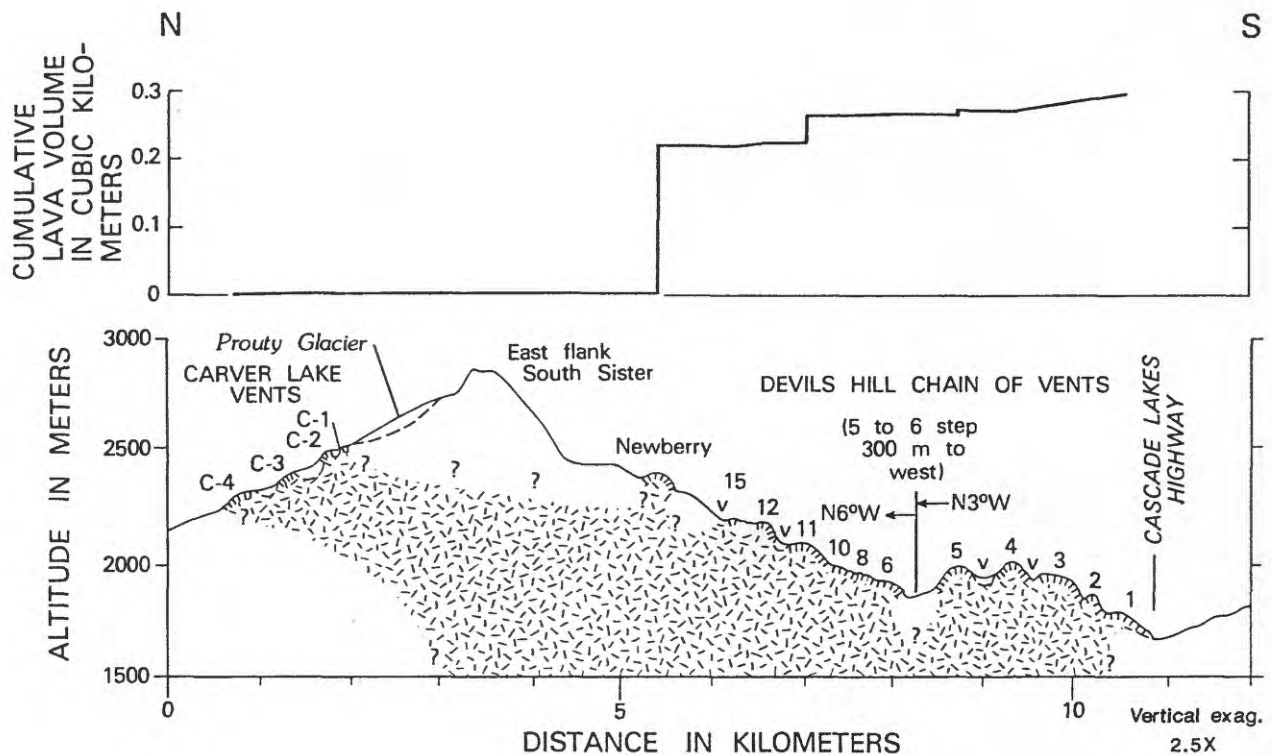 N
S
CUMULATIVE
LAVA VOLUME
IN CUBIC KILO-
METERS
0.3
0.2
0.1
0
ALTITUDE IN METERS
3000
2500
2000
1500
Prouty Glacier
CARVER LAKE
VENTS
C-1
C-2
C-3
C-4
East flank
South Sister
Newberry
DEVILS HILL CHAIN OF VENTS
(5 to 6 step
300 m to
west)
N6°W
N3°W
CASCADE LAKES
HIGHWAY
15
v
12
v
11
10
8
6
5
v
4
v
3
2
1
?
?
?
?
?
?
?
?
?
?
0
5
10
DISTANCE IN KILOMETERS
Vertical exag.
2.5X